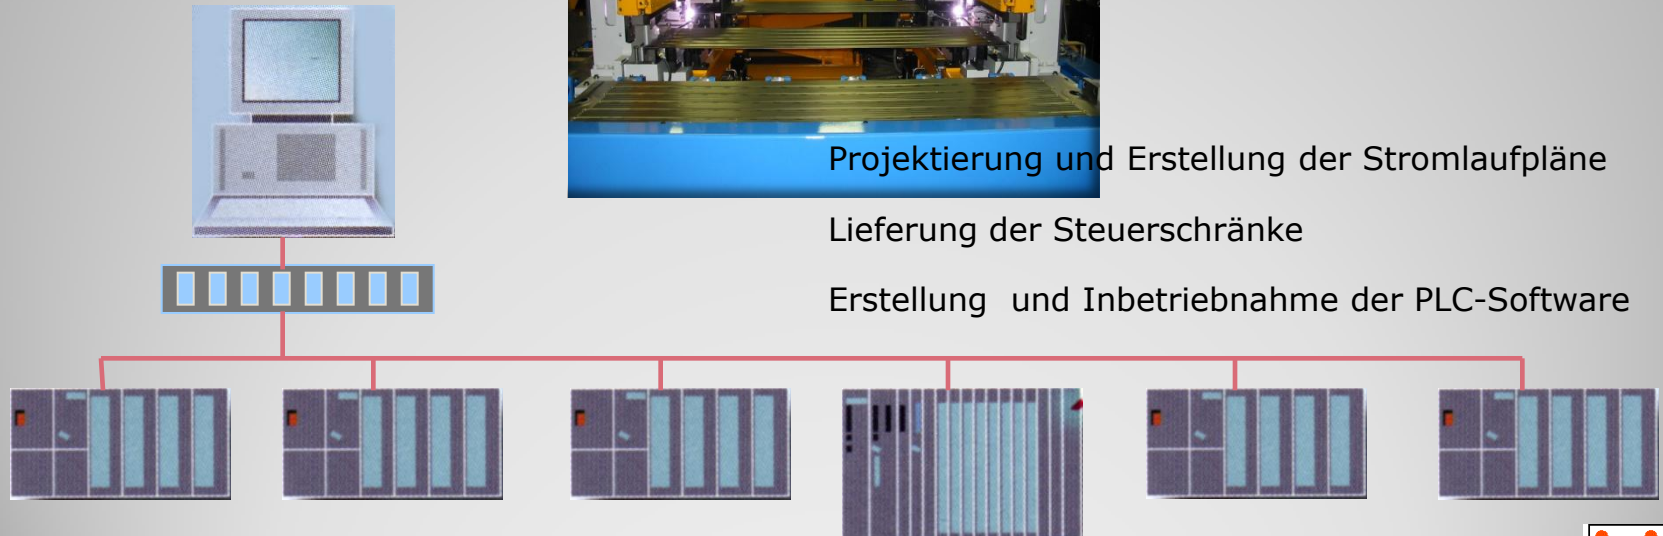 Projektierung und Erstellung der Stromlaufpläne
Lieferung der Steuerschränke
Erstellung  und Inbetriebnahme der PLC-Software